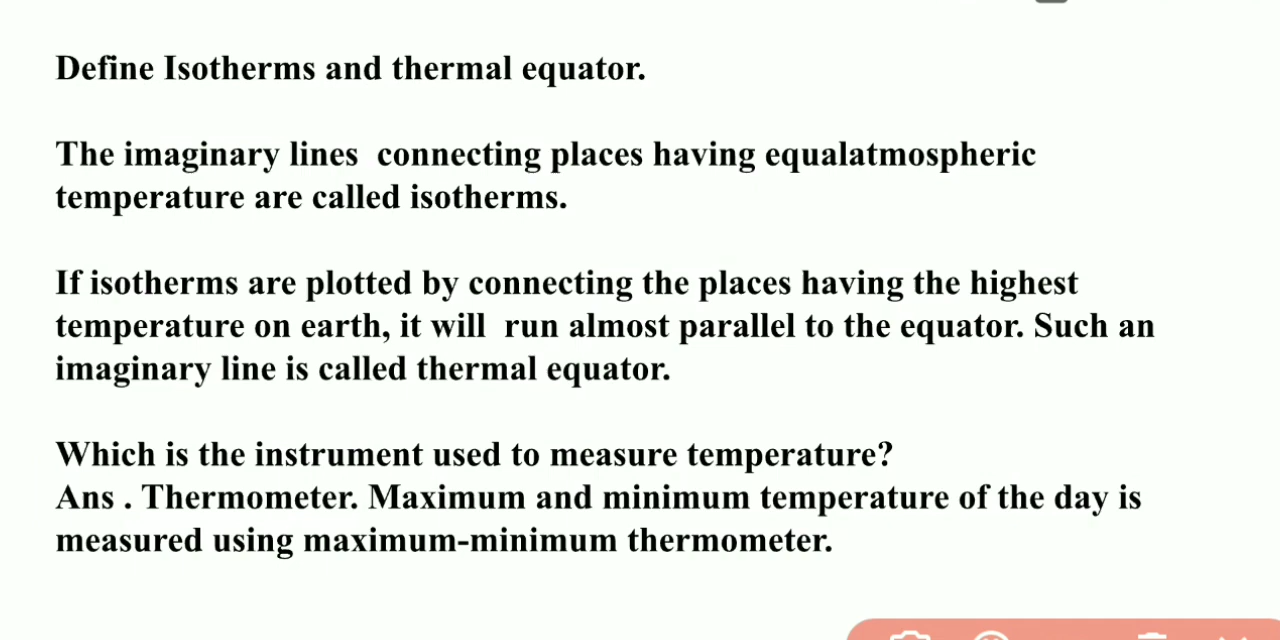 Define Isotherms and thermal equator.
The imaginary lines  connecting places having equalatmospheric
temperature are called isotherms.
If isotherms are plotted by connecting the places having the highest
temperature on earth, it will  run almost parallel to the equator. Such an
imaginary line is called thermal equator.
Which is the instrument used to measure temperature?
Ans . Thermometer. Maximum and minimum temperature of the day is
measured using maximum-minimum thermometer.